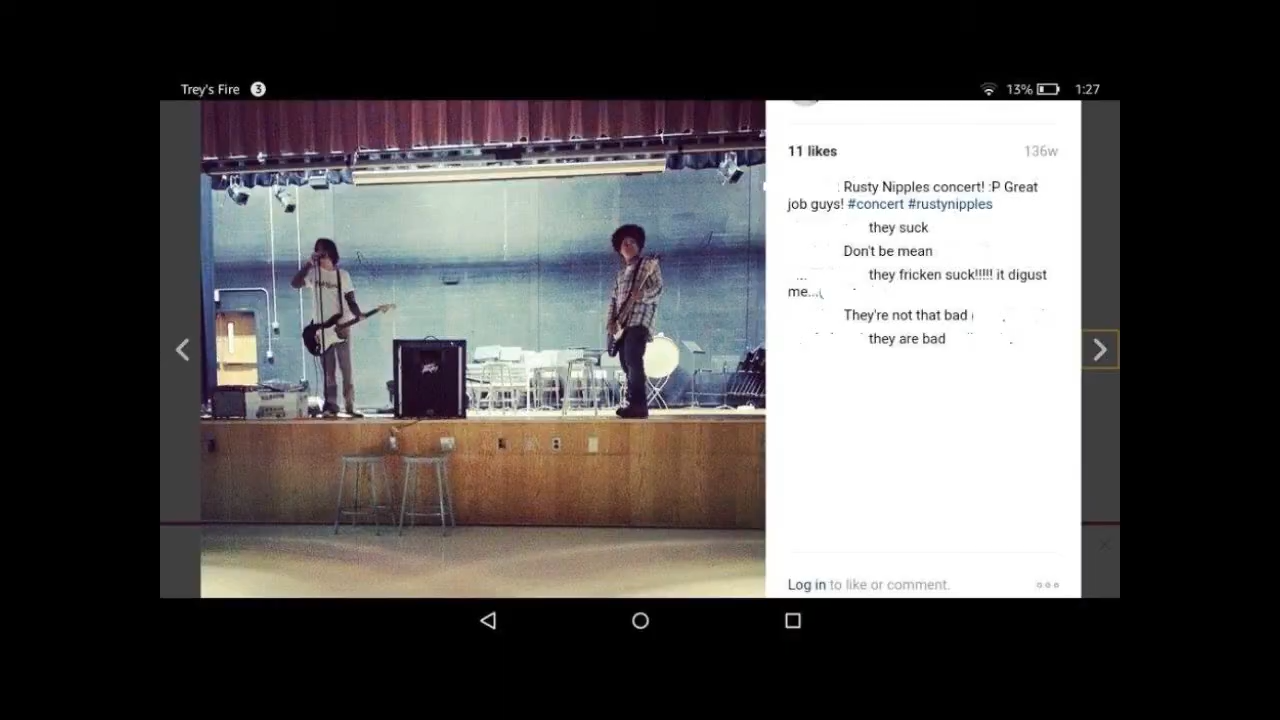 Trey's Fire 3 13% 1:27
11 likes 136w
: Rusty Nipples concert! :P Great
job guys! #concert #rustynipples
they suck
Don't be mean
they fricken suck!!!!! it digust
me...
They're not that bad
they are bad
PEAVEY
Log in to like or comment.